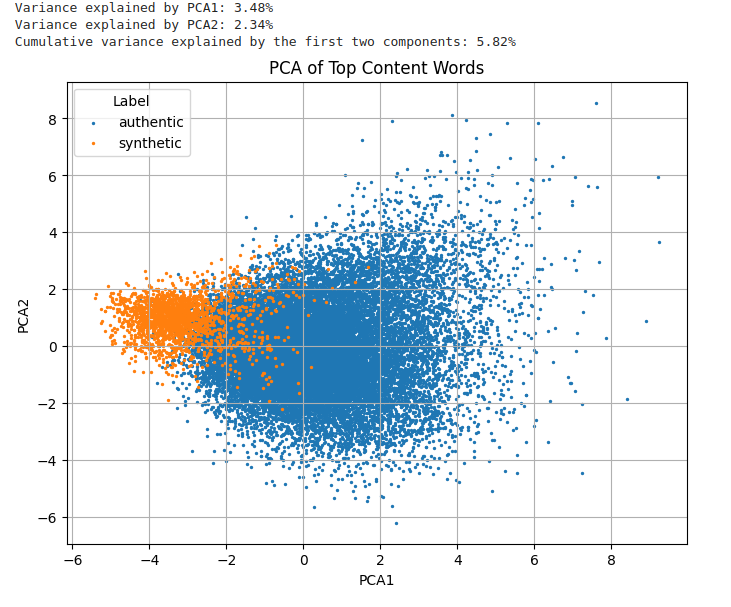 Variance explained by PCA1: 3.48%
Variance explained by PCA2: 2.34%
Cumulative variance explained by the first two components: 5.82%
PCA of Top Content Words
Label
authentic
synthetic
8
6
4
2
0
−2
−4
−6
PCA2
−6 −4 −2 0 2 4 6 8
PCA1